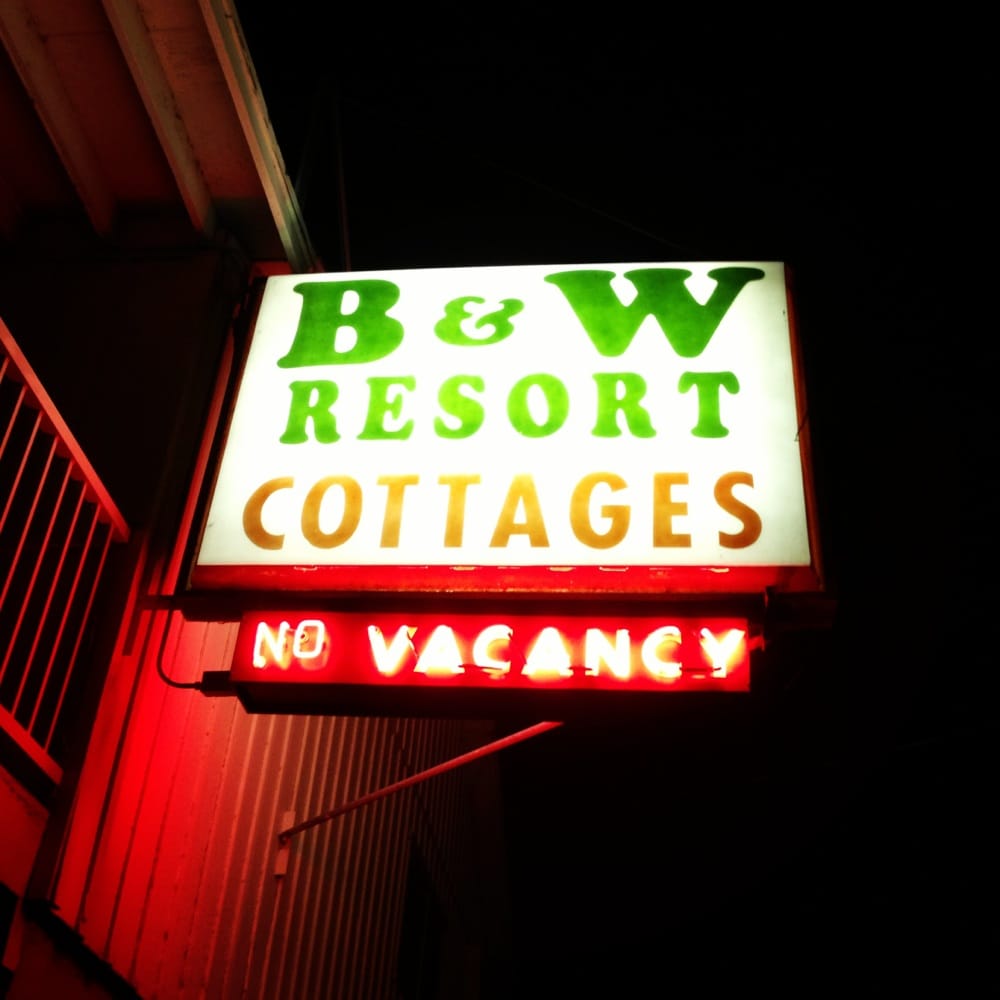 B & W
RESORT
COTTAGES
NO VACANCY